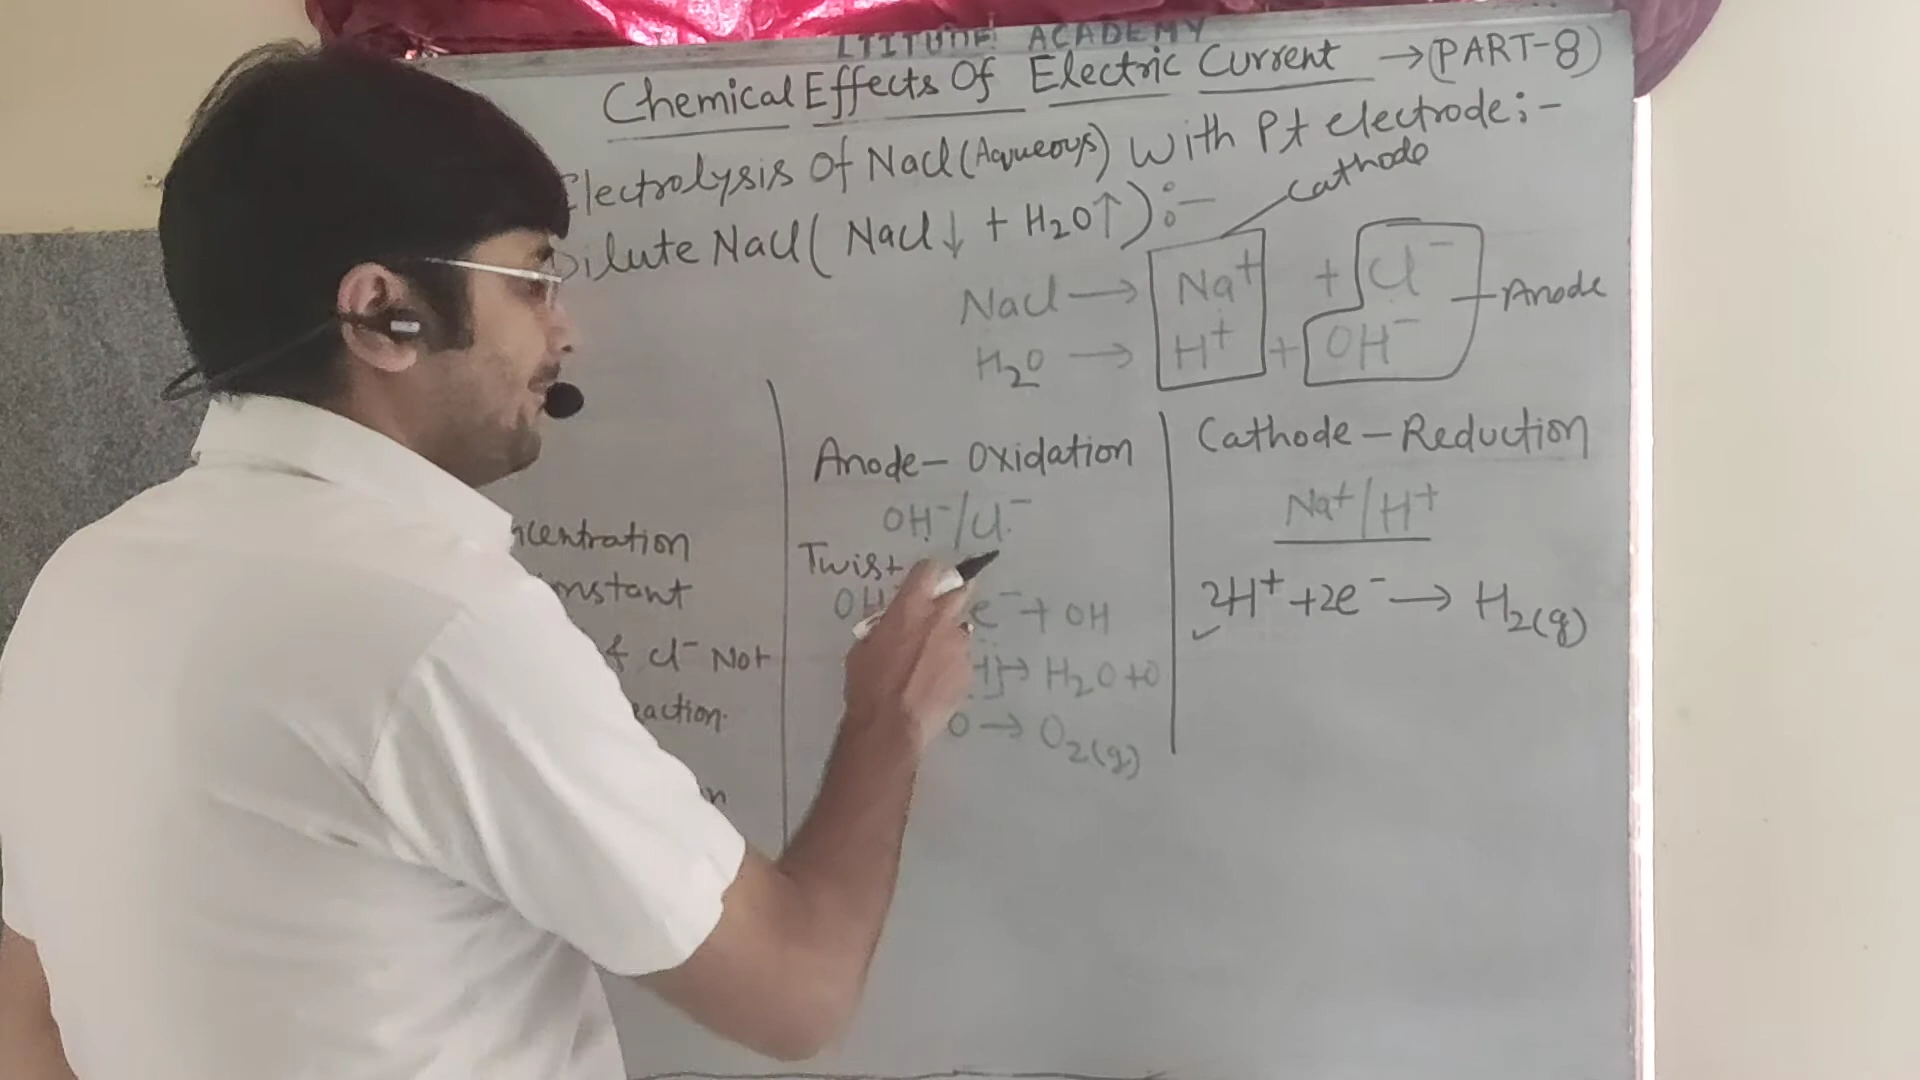 LTITUDE ACADEMY
Chemical Effects Of Electric Current → (PART-8)
Electrolysis Of Nacl (Aqueous) With Pt electrode:-
Dilute Nacl ( Nacl↓ + H₂O↑ ) :-
Cathode
Nacl → Na⁺ + Cl⁻
Anode
H₂O → H⁺ + OH⁻
Anode - Oxidation
OH⁻/Cl⁻
Twist
OH e⁻ + OH
→ H₂O + O
O → O₂(g)
Cathode - Reduction
Na⁺/H⁺
2H⁺ + 2e⁻ → H₂(g)
ncentration
nstant
f Cl⁻ Not
eaction.
n